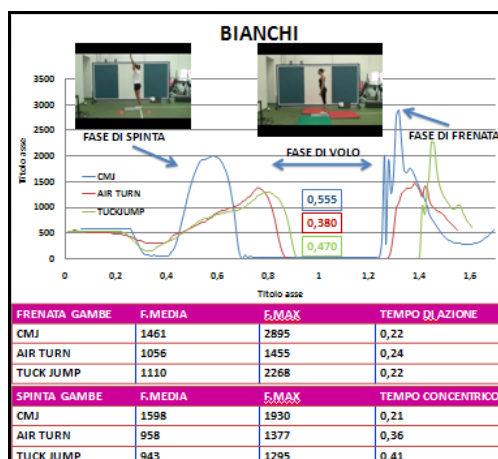 BIANCHI
3500
3000
2500
2000
1500
1000
500
0
Titolo asse
FASE DI SPINTA
FASE DI VOLO
FASE DI FRENATA
CMJ
AIR TURN
TUCKJUMP
0,555
0,380
0,470
0 0,2 0,4 0,6 0,8 1 1,2 1,4 1,6
Titolo asse
FRENATA GAMBE F.MEDIA F.MAX TEMPO DI AZIONE
CMJ 1461 2895 0,22
AIR TURN 1056 1455 0,24
TUCK JUMP 1110 2268 0,22
SPINTA GAMBE F.MEDIA F.MAX TEMPO CONCENTRICO
CMJ 1598 1930 0,21
AIR TURN 958 1377 0,36
TUCK JUMP 943 1295 0,41